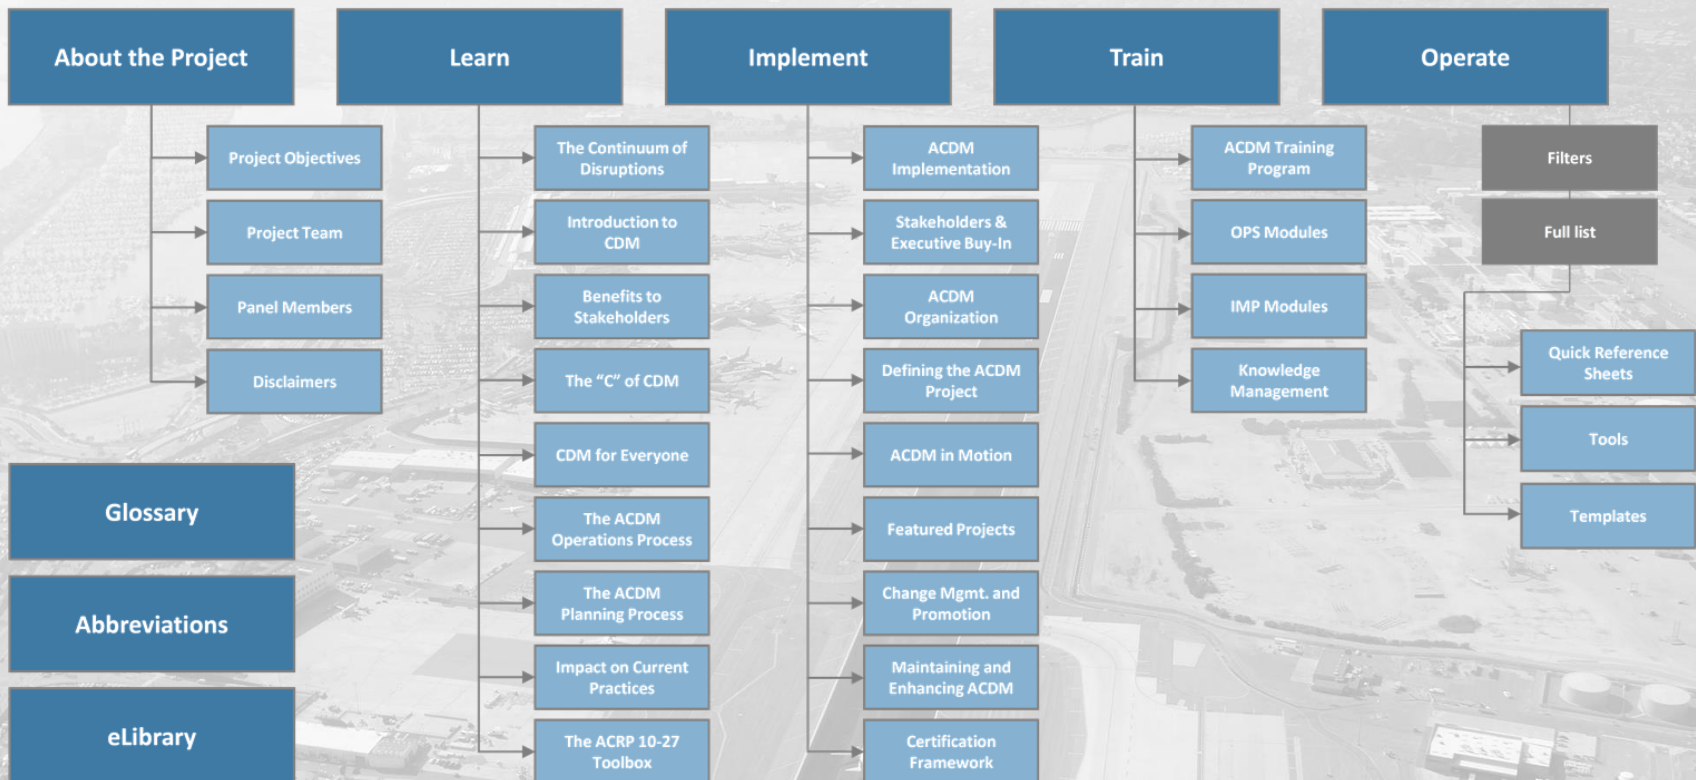 About the Project
Learn
Implement
Train
Operate
Project Objectives
Project Team
Panel Members
Disclaimers
Glossary
Abbreviations
eLibrary
The Continuum of
Disruptions
Introduction to
CDM
Benefits to
Stakeholders
The “C” of CDM
CDM for Everyone
The ACDM
Operations Process
The ACDM
Planning Process
Impact on Current
Practices
The ACRP 10-27
Toolbox
ACDM
Implementation
Stakeholders &
Executive Buy-In
ACDM
Organization
Defining the ACDM
Project
ACDM in Motion
Featured Projects
Change Mgmt. and
Promotion
Maintaining and
Enhancing ACDM
Certification
Framework
ACDM Training
Program
OPS Modules
IMP Modules
Knowledge
Management
Filters
Full list
Quick Reference
Sheets
Tools
Templates